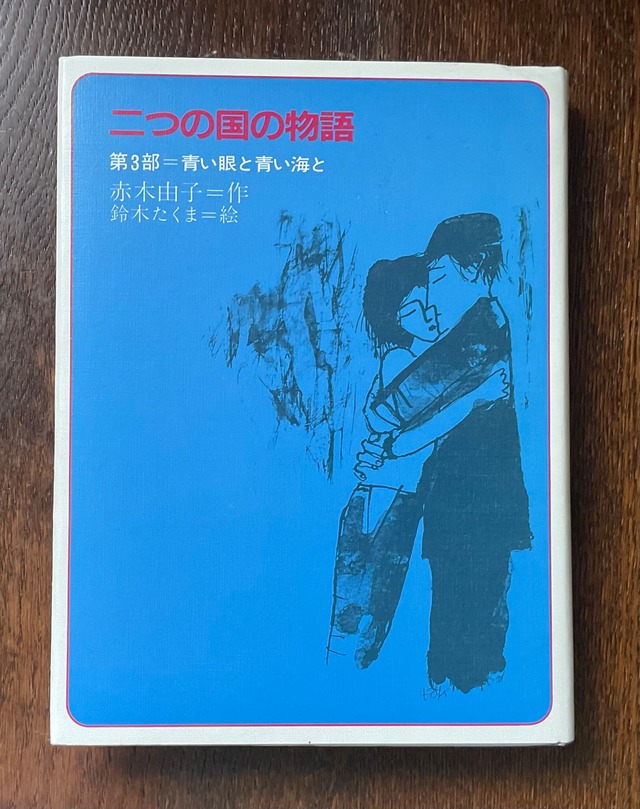 二つの国の物語
第3部＝青い眼と青い海と
赤木由子＝作
鈴木たくま＝絵